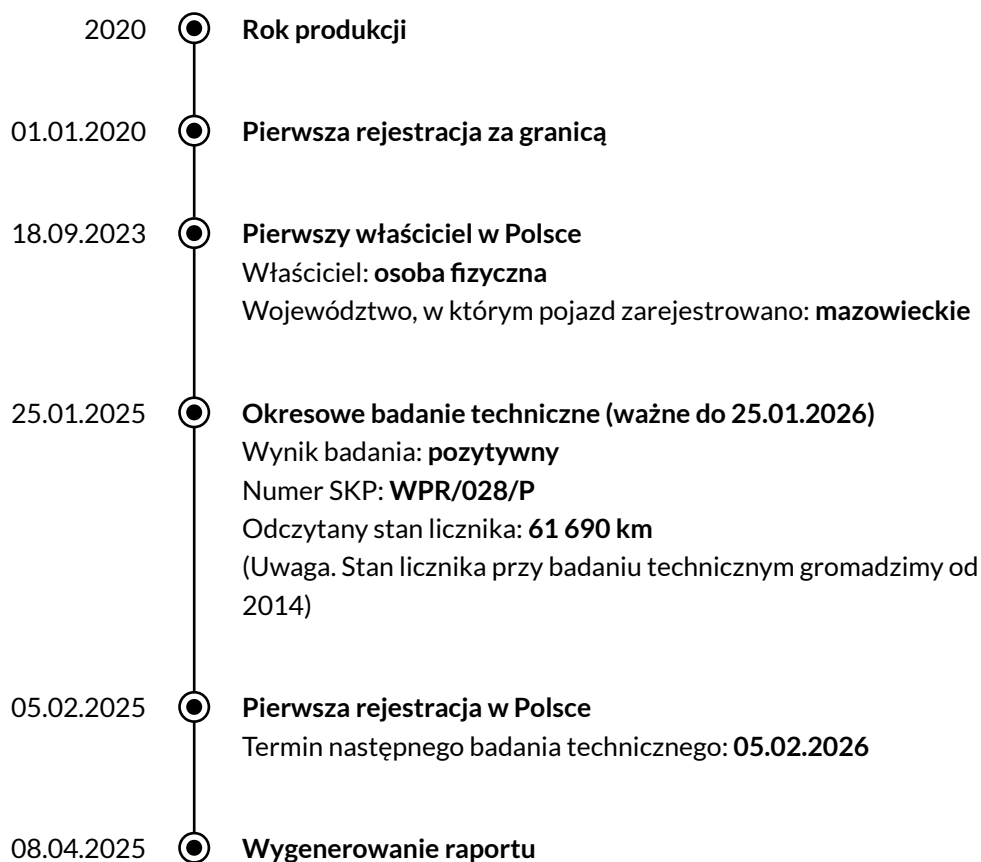 2020 Rok produkcji
01.01.2020 Pierwsza rejestracja za granicą
18.09.2023 Pierwszy właściciel w Polsce
Właściciel: osoba fizyczna
Województwo, w którym pojazd zarejestrowano: mazowieckie
25.01.2025 Okresowe badanie techniczne (ważne do 25.01.2026)
Wynik badania: pozytywny
Numer SKP: WPR/028/P
Odczytany stan licznika: 61 690 km
(Uwaga. Stan licznika przy badaniu technicznym gromadzimy od
2014)
05.02.2025 Pierwsza rejestracja w Polsce
Termin następnego badania technicznego: 05.02.2026
08.04.2025 Wygenerowanie raportu